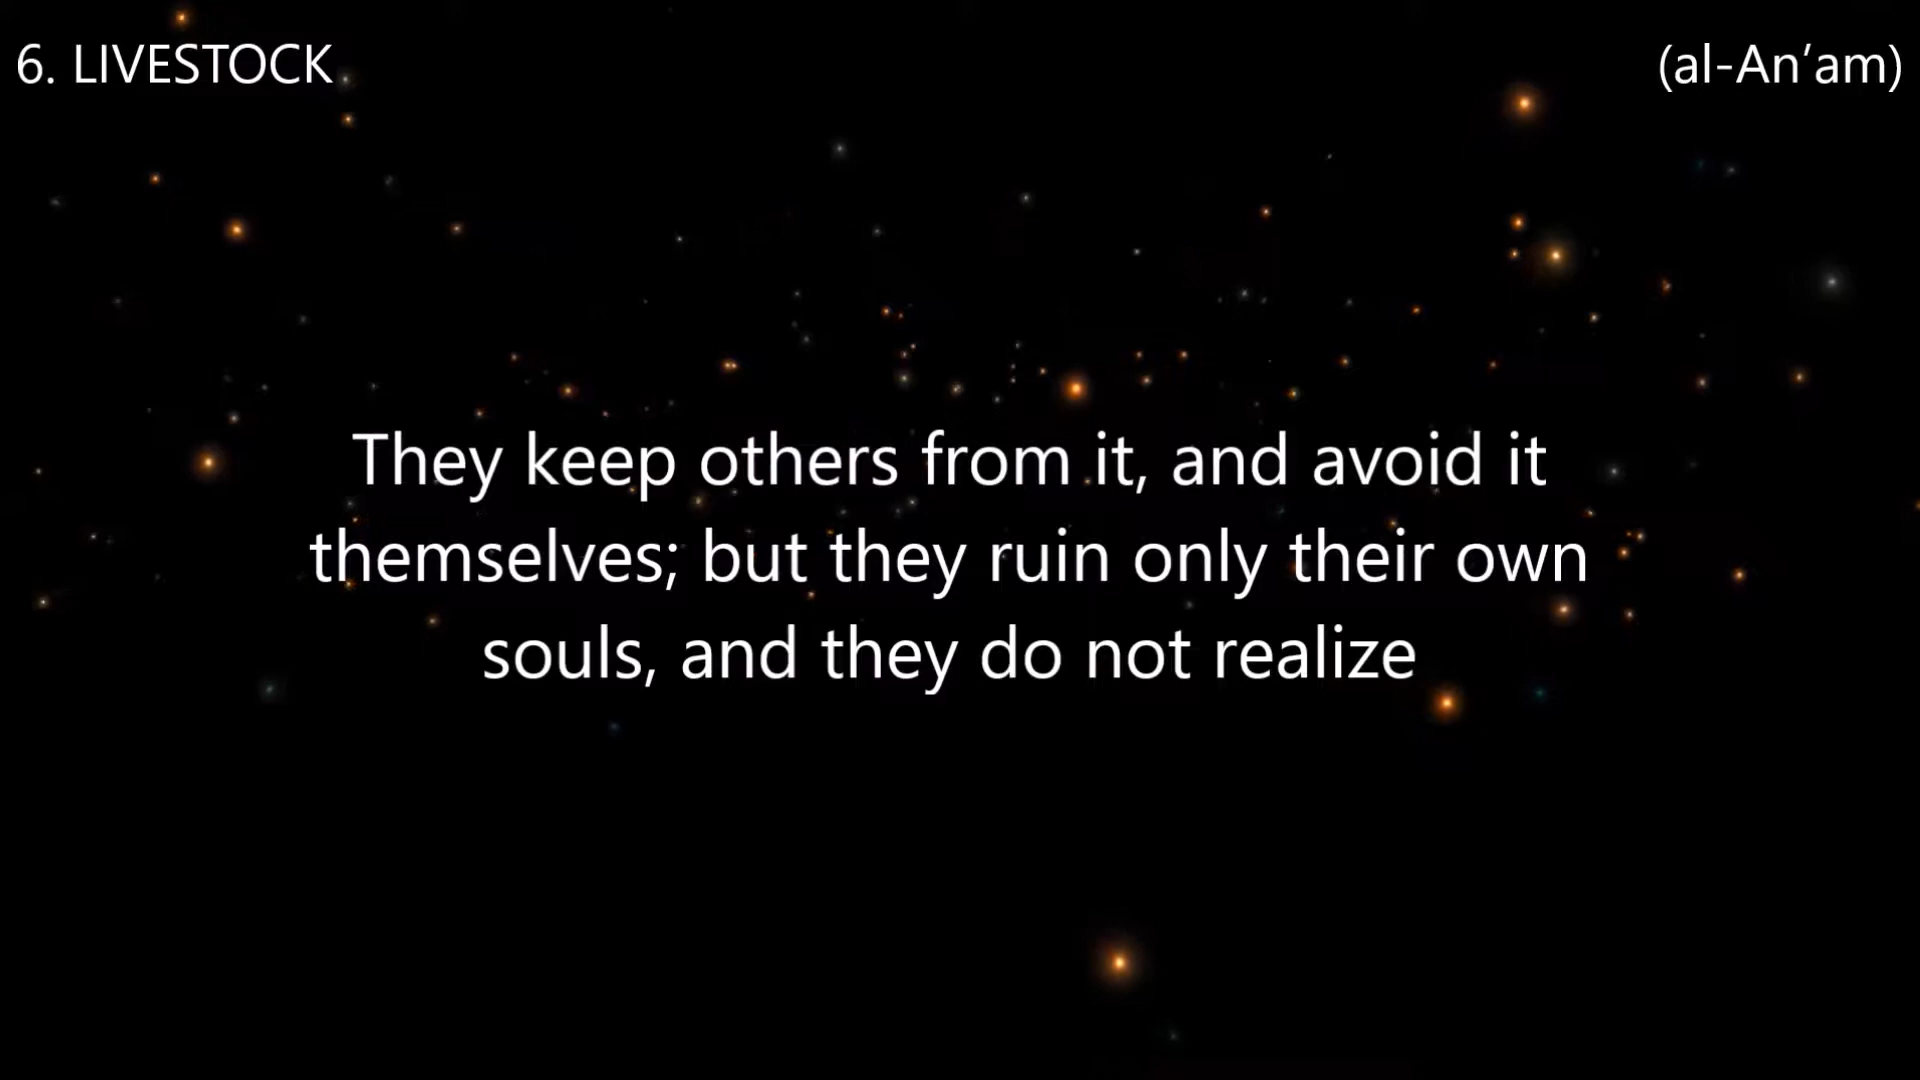 6. LIVESTOCK
(al-An’am)
They keep others from it, and avoid it
themselves; but they ruin only their own
souls, and they do not realize